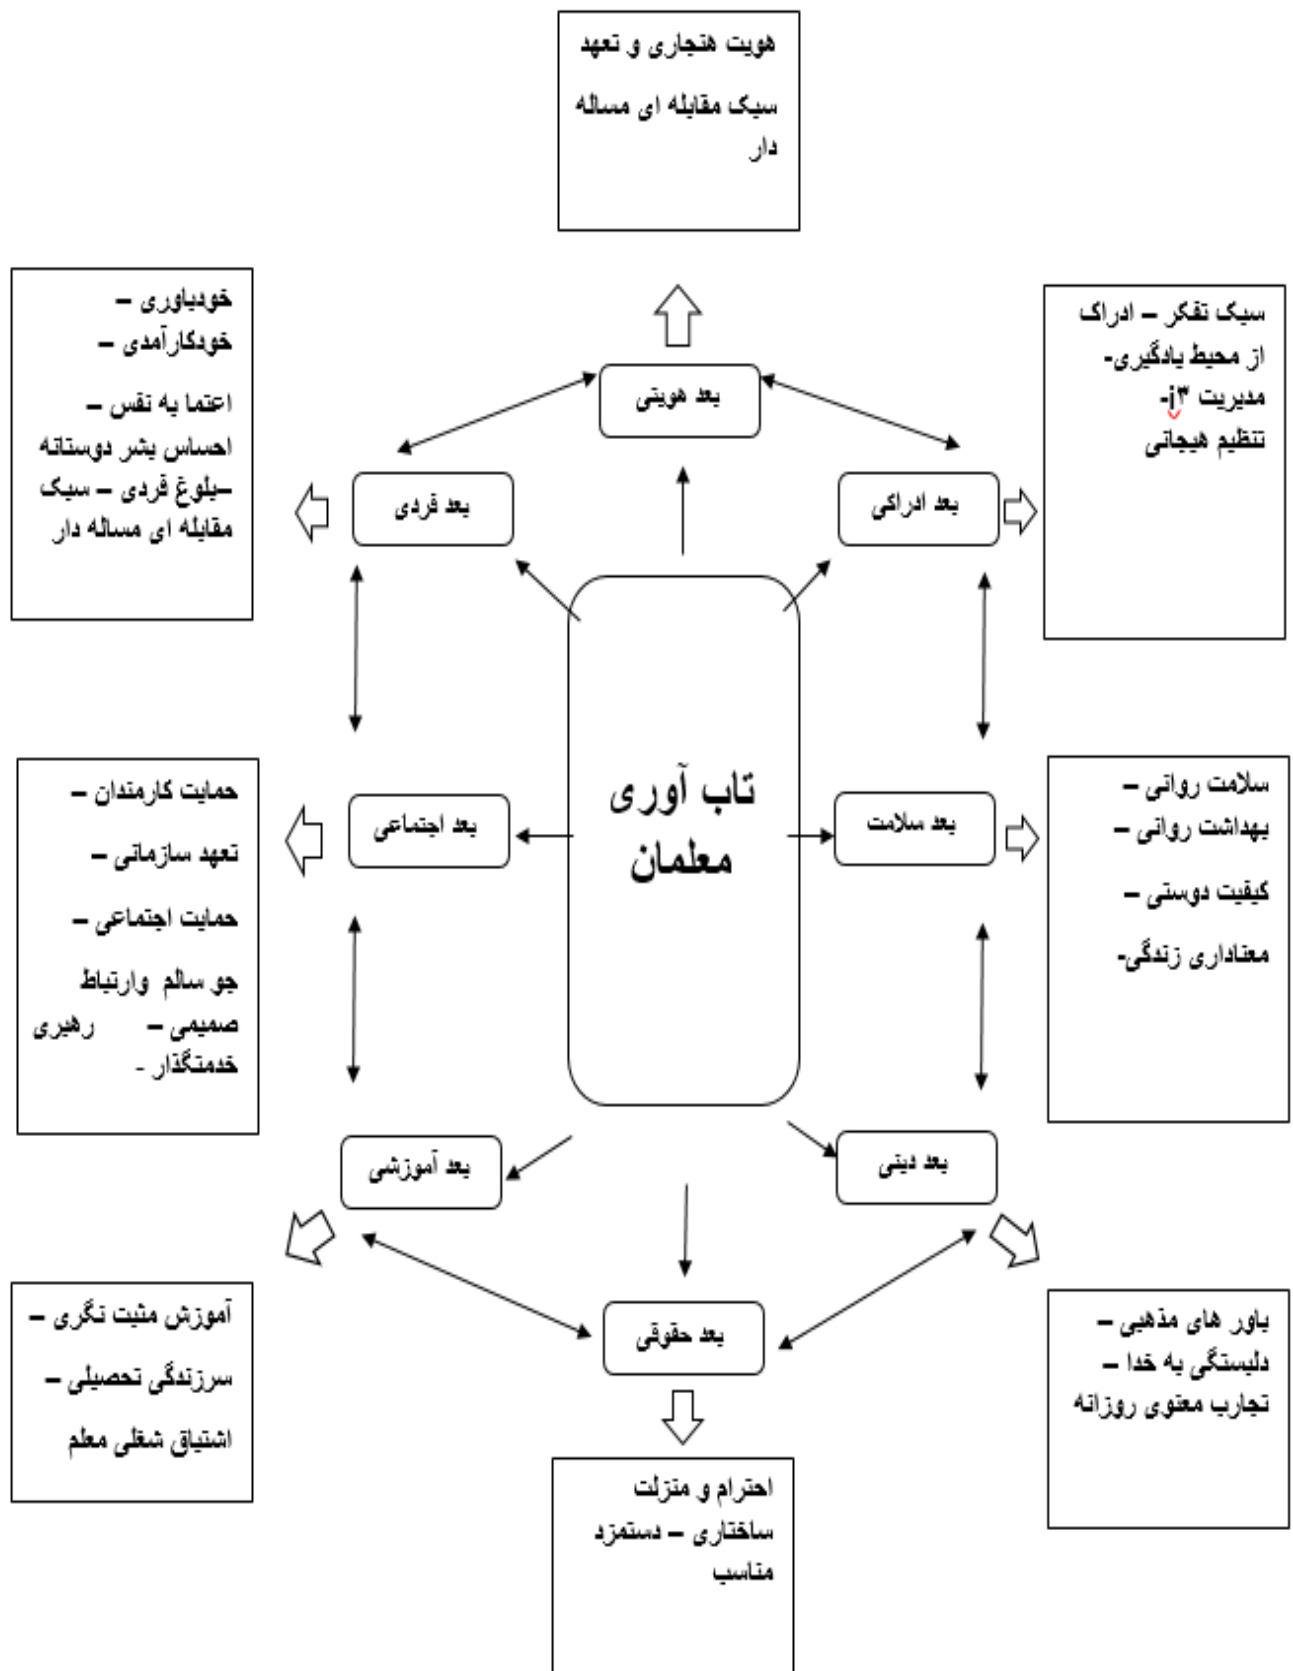 هویت هنجاری و تعهد
سبک مقابله ای مساله
دار
سبک تفکر – ادراک
از محیط یادگیری-
مدیریت j۳-
تنظیم هیجانی
خودباوری –
خودکارآمدی –
اعتما به نفس –
احساس بشر دوستانه
–بلوغ فردی – سبک
مقابله ای مساله دار
بعد هویتی
بعد ادراکی
بعد فردی
تاب آوری
معلمان
بعد سلامت
بعد اجتماعی
سلامت روانی –
بهداشت روانی –
کیفیت دوستی –
معناداری زندگی-
حمایت کارمندان –
تعهد سازمانی –
حمایت اجتماعی –
جو سالم وارتباط
صمیمی – رهبری
خدمتگذار -
بعد دینی
بعد آموزشی
بعد حقوقی
باور های مذهبی –
دلبستگی به خدا –
تجارب معنوی روزانه
آموزش مثبت نگری –
سرزندگی تحصیلی –
اشتیاق شغلی معلم
احترام و منزلت
ساختاری – دستمزد
مناسب